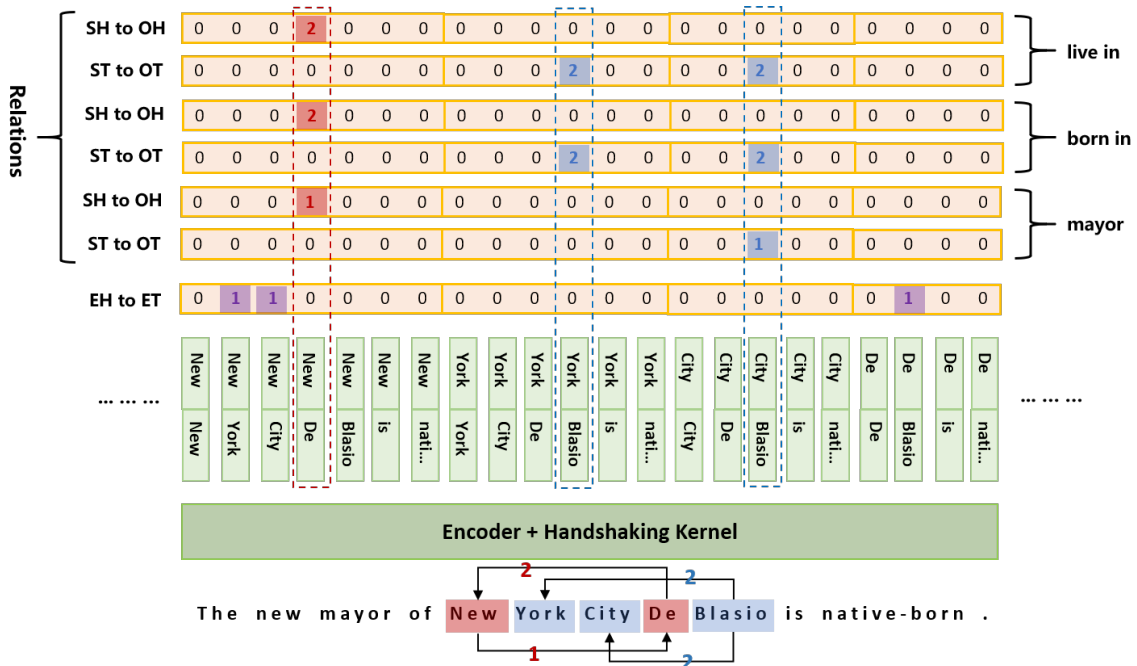 SH to OH 0 0 0 2 0 0 0 0 0 0 0 0 0 0 0 0 0 0 0 0 0 0
live in
ST to OT 0 0 0 0 0 0 0 0 0 0 2 0 0 0 0 2 0 0 0 0 0 0
SH to OH 0 0 0 2 0 0 0 0 0 0 0 0 0 0 0 0 0 0 0 0 0 0
Relations
born in
ST to OT 0 0 0 0 0 0 0 0 0 0 2 0 0 0 0 2 0 0 0 0 0 0
SH to OH 0 0 0 1 0 0 0 0 0 0 0 0 0 0 0 0 0 0 0 0 0 0
mayor
ST to OT 0 0 0 0 0 0 0 0 0 0 0 0 0 0 0 1 0 0 0 0 0 0
EH to ET 0 1 1 0 0 0 0 0 0 0 0 0 0 0 0 0 0 0 0 1 0 0
New New New New New New New York York York York York York City City City City City De De De De
... ... ... ... ... ...
New York City De Blasio is nati... York City De Blasio is nati... City De Blasio is nati... De Blasio is nati...
Encoder + Handshaking Kernel
2 2
The new mayor of New York City De Blasio is native-born .
1 2